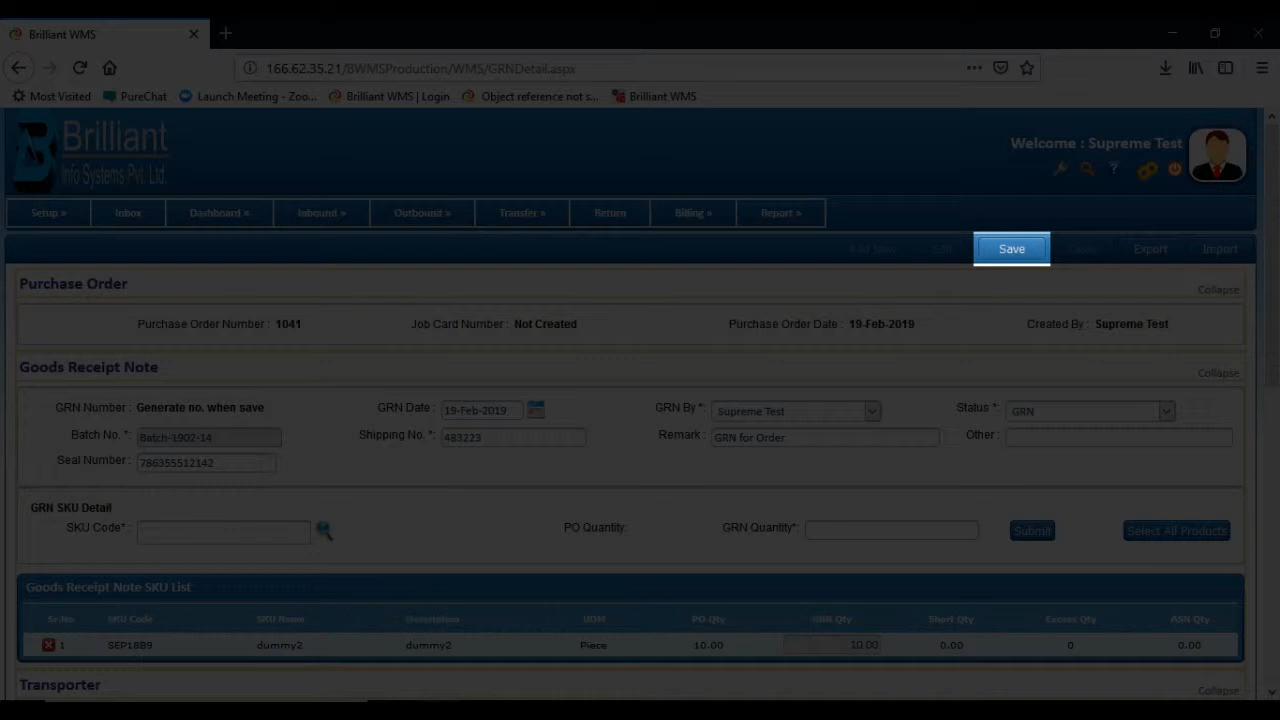 Brilliant WMS
166.62.35.21/BWMSProduction/WMS/GRNDetail.aspx
Most Visited PureChat Launch Meeting - Zoo... Brilliant WMS | Login Object reference not s... Brilliant WMS
Brilliant
Info Systems Pvt. Ltd.
Welcome : Supreme Test
Setup » Inbox Dashboard » Inbound » Outbound » Transfer » Return Billing » Report »
Add New Edit Save Export Import
Purchase Order Collapse
Purchase Order Number : 1041 Job Card Number : Not Created Purchase Order Date : 19-Feb-2019 Created By : Supreme Test
Goods Receipt Note Collapse
GRN Number : Generate no. when save GRN Date : 19-Feb-2019 GRN By * : Supreme Test Status * : GRN
Batch No. * : Batch-1902-14 Shipping No. * : 483223 Remark : GRN for Order Other :
Seal Number : 786355512142
GRN SKU Detail
SKU Code* : PO Quantity: GRN Quantity*: Submit Select All Products
Goods Receipt Note SKU List
Sr.No. SKU Code SKU Name Description UOM PO Qty GRN Qty Short Qty Excess Qty ASN Qty
1 SEP18B9 dummy2 dummy2 Piece 10.00 10.00 0.00 0 0.00
Transporter Collapse